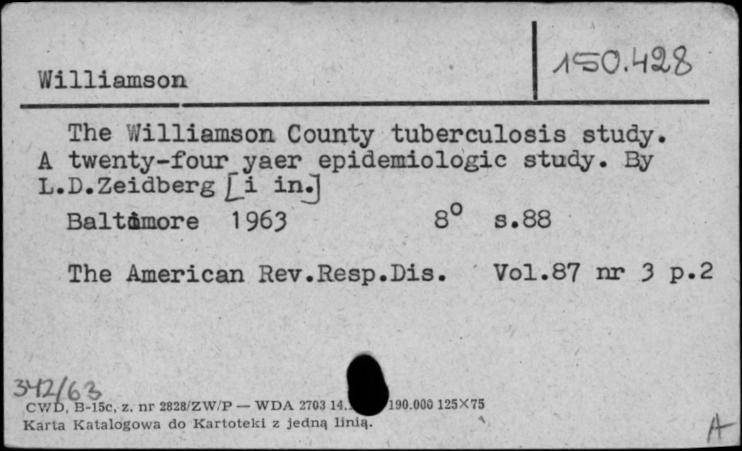 150.428
Williamson
The Williamson County tuberculosis study.
A twenty-four yaer epidemiologic study. By
L.D.Zeidberg [i in.]
Baltimore 1963 8° s.88
The American Rev.Resp.Dis. Vol.87 nr 3 p.2
342/63
CWD, B-15c, z. nr 2828/ZW/P — WDA 2703 14. 190.000 125×75
Karta Katalogowa do Kartoteki z jedną linią.
A